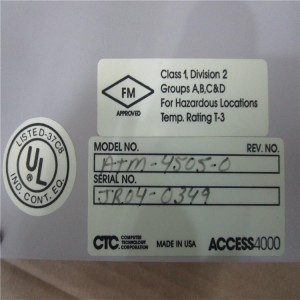 FM
APPROVED
Class 1, Division 2
Groups A,B,C&D
For Hazardous Locations
Temp. Rating T-3
LISTED-37C8
UL
IND. CONT. EQ.
MODEL NO. REV. NO.
ATM-4505-0
SERIAL NO.
JR04-0349
CTC COMPUTER TECHNOLOGY CORPORATION MADE IN USA ACCESS4000